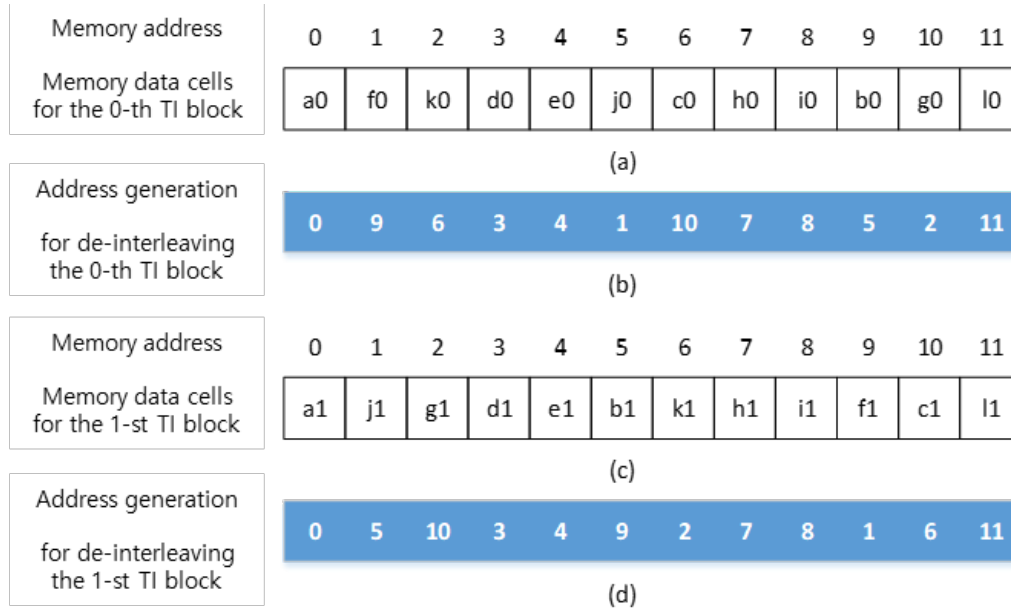 Memory address
0 1 2 3 4 5 6 7 8 9 10 11
Memory data cells
for the 0-th TI block
a0 f0 k0 d0 e0 j0 c0 h0 i0 b0 g0 l0
(a)
Address generation
0 9 6 3 4 1 10 7 8 5 2 11
for de-interleaving
the 0-th TI block
(b)
Memory address
0 1 2 3 4 5 6 7 8 9 10 11
Memory data cells
for the 1-st TI block
a1 j1 g1 d1 e1 b1 k1 h1 i1 f1 c1 l1
(c)
Address generation
0 5 10 3 4 9 2 7 8 1 6 11
for de-interleaving
the 1-st TI block
(d)